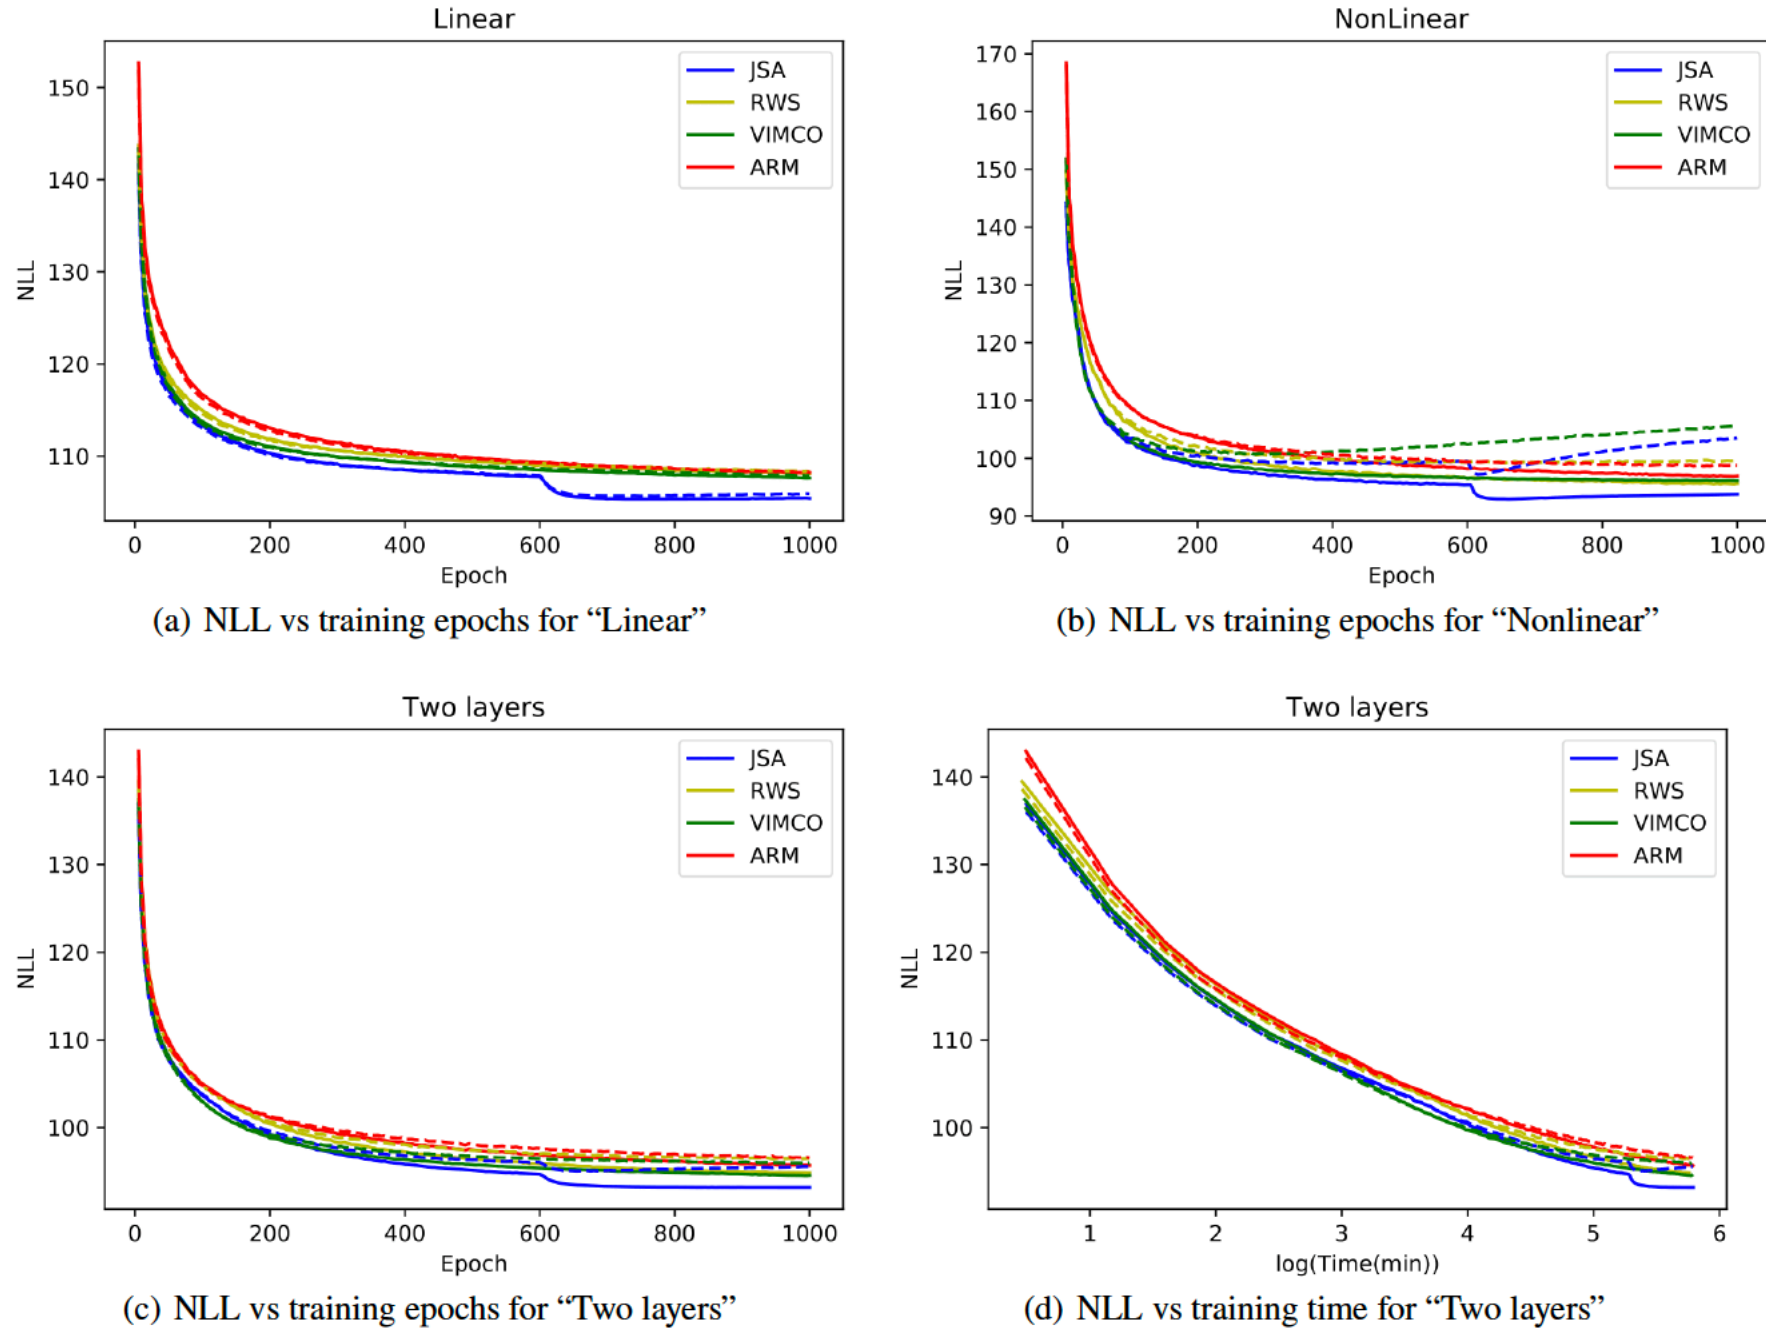 Linear
NLL
150
140
130
120
110
0 200 400 600 800 1000
Epoch
JSA
RWS
VIMCO
ARM
(a) NLL vs training epochs for “Linear”
NonLinear
NLL
170
160
150
140
130
120
110
100
90
0 200 400 600 800 1000
Epoch
JSA
RWS
VIMCO
ARM
(b) NLL vs training epochs for “Nonlinear”
Two layers
NLL
140
130
120
110
100
0 200 400 600 800 1000
Epoch
JSA
RWS
VIMCO
ARM
(c) NLL vs training epochs for “Two layers”
Two layers
NLL
140
130
120
110
100
1 2 3 4 5 6
log(Time(min))
JSA
RWS
VIMCO
ARM
(d) NLL vs training time for “Two layers”